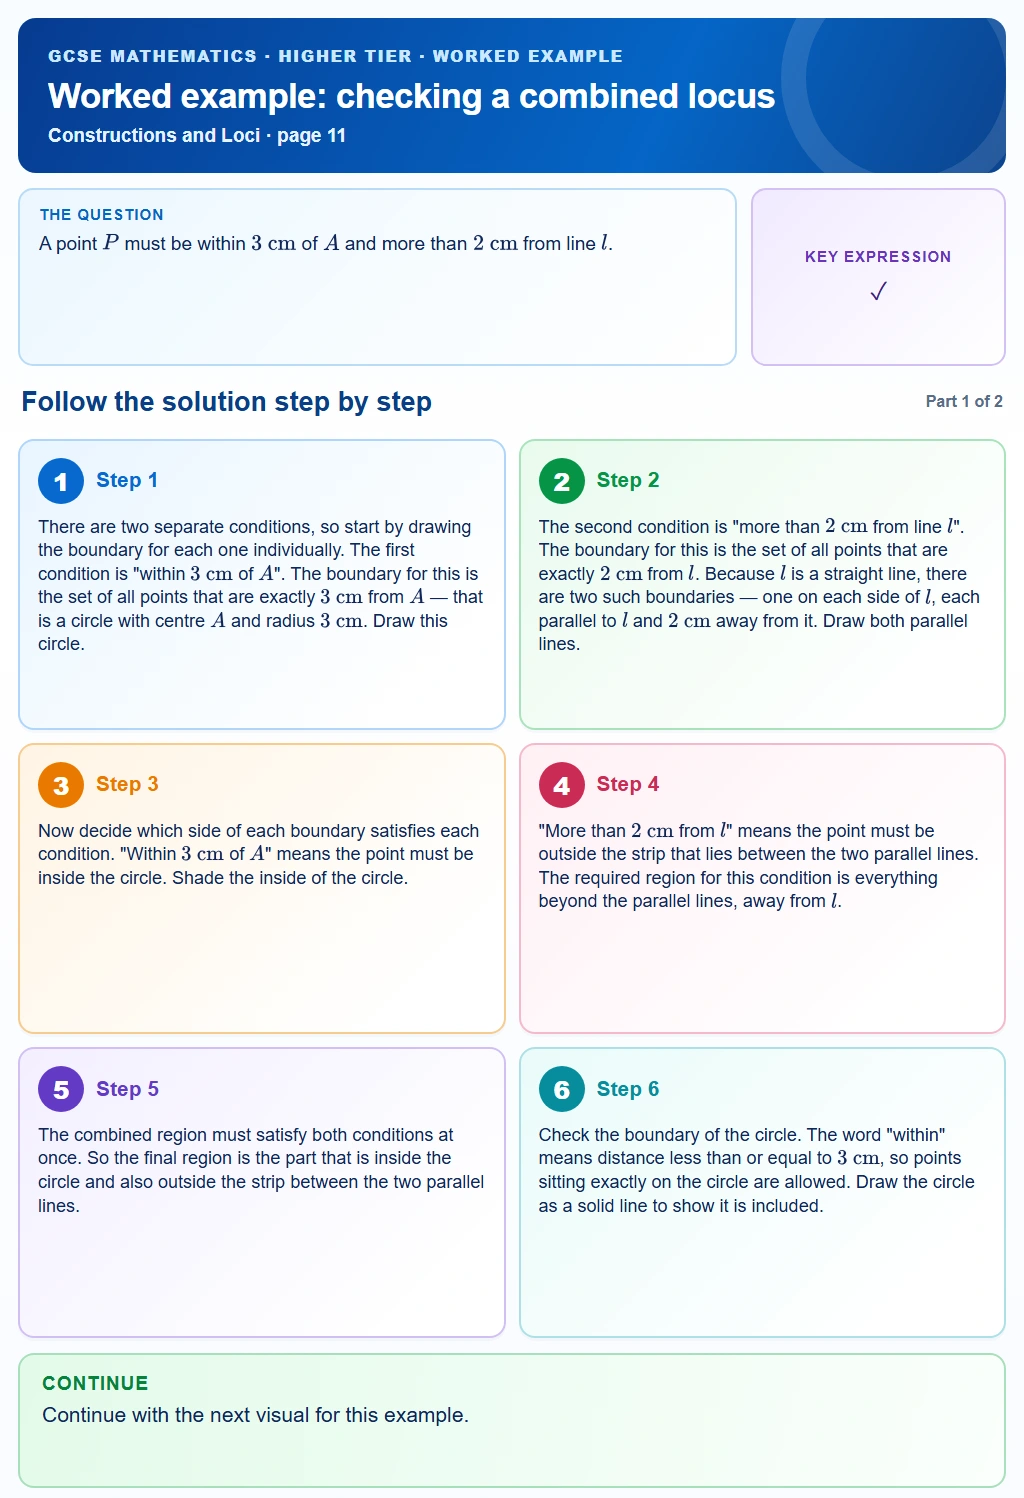 GCSE MATHEMATICS · HIGHER TIER · WORKED EXAMPLE
Worked example: checking a combined locus
Constructions and Loci · page 11
THE QUESTION
A point P must be within 3 cm of A and more than 2 cm from line l.
KEY EXPRESSION
✓
Follow the solution step by step
Part 1 of 2
1 Step 1
There are two separate conditions, so start by drawing
the boundary for each one individually. The first
condition is "within 3 cm of A". The boundary for this is
the set of all points that are exactly 3 cm from A — that
is a circle with centre A and radius 3 cm. Draw this
circle.
2 Step 2
The second condition is "more than 2 cm from line l".
The boundary for this is the set of all points that are
exactly 2 cm from l. Because l is a straight line, there
are two such boundaries — one on each side of l, each
parallel to l and 2 cm away from it. Draw both parallel
lines.
3 Step 3
Now decide which side of each boundary satisfies each
condition. "Within 3 cm of A" means the point must be
inside the circle. Shade the inside of the circle.
4 Step 4
"More than 2 cm from l" means the point must be
outside the strip that lies between the two parallel lines.
The required region for this condition is everything
beyond the parallel lines, away from l.
5 Step 5
The combined region must satisfy both conditions at
once. So the final region is the part that is inside the
circle and also outside the strip between the two parallel
lines.
6 Step 6
Check the boundary of the circle. The word "within"
means distance less than or equal to 3 cm, so points
sitting exactly on the circle are allowed. Draw the circle
as a solid line to show it is included.
CONTINUE
Continue with the next visual for this example.